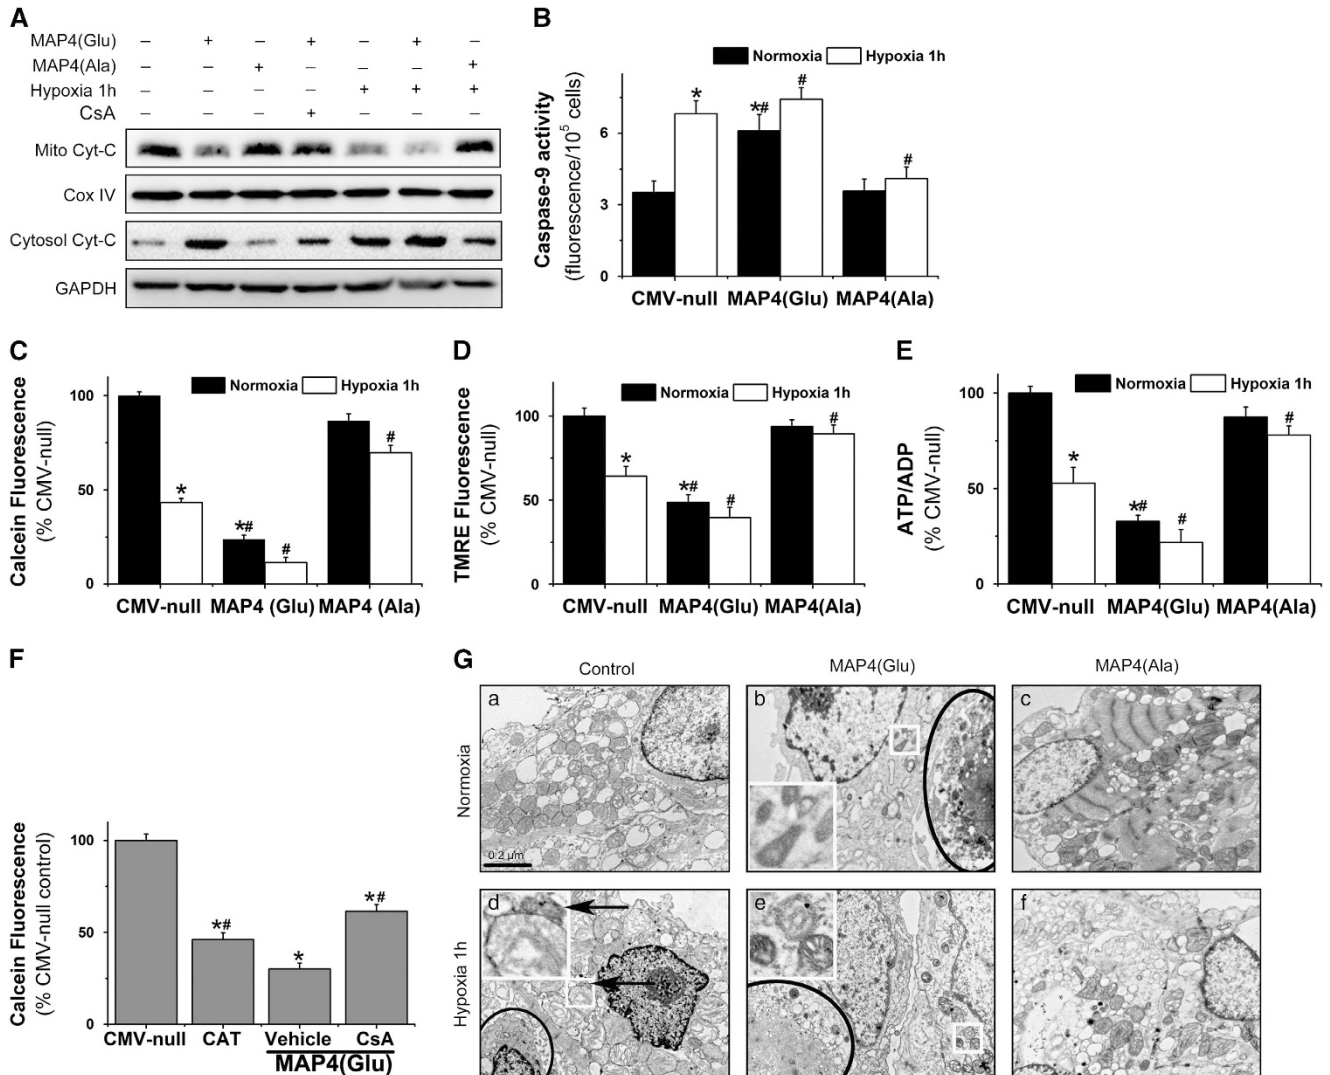 A
MAP4(Glu) – + – + – + –
MAP4(Ala) – – + – – – +
Hypoxia 1h – – – – + + +
CsA – – – + – – –
Mito Cyt-C
Cox IV
Cytosol Cyt-C
GAPDH
B
Normoxia Hypoxia 1h
Caspase-9 activity
(fluorescence/10⁵ cells)
6
3
0
* *# # #
CMV-null MAP4(Glu) MAP4(Ala)
C
Normoxia Hypoxia 1h
Calcein Fluorescence
(% CMV-null)
100
50
0
* *# # #
CMV-null MAP4 (Glu) MAP4 (Ala)
D
Normoxia Hypoxia 1h
TMRE Fluorescence
(% CMV-null)
100
50
0
* *# # #
CMV-null MAP4(Glu) MAP4(Ala)
E
Normoxia Hypoxia 1h
ATP/ADP
(% CMV-null)
100
50
0
* *# # #
CMV-null MAP4(Glu) MAP4(Ala)
F
Calcein Fluorescence
(% CMV-null control)
100
50
0
*# * *#
CMV-null CAT Vehicle CsA
MAP4(Glu)
G
Control MAP4(Glu) MAP4(Ala)
Normoxia
a b c
0.2 µm
Hypoxia 1h
d e f